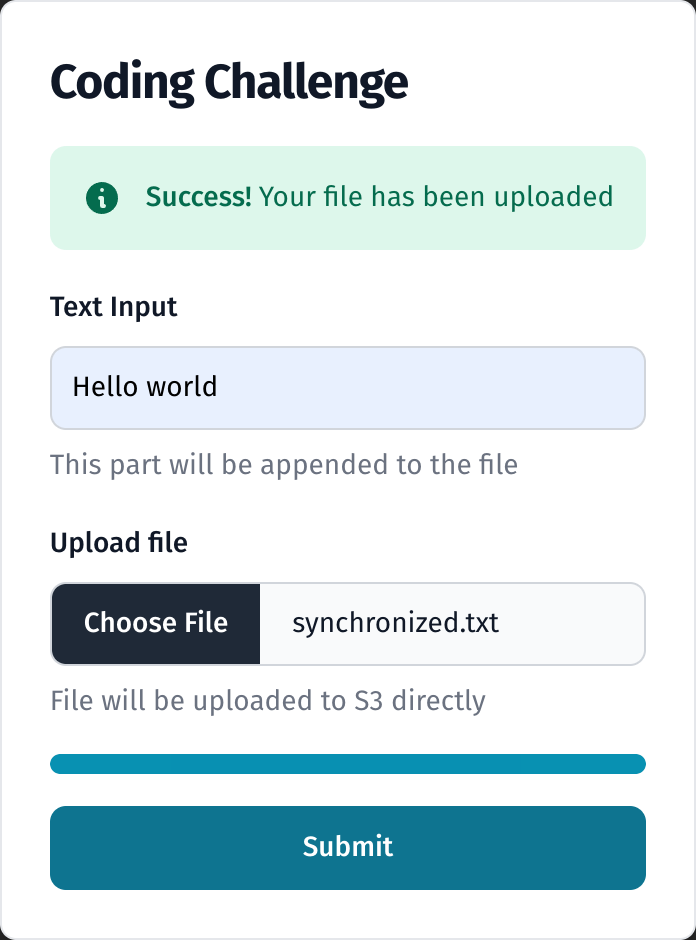 Coding Challenge
Success! Your file has been uploaded
Text Input
Hello world
This part will be appended to the file
Upload file
Choose File synchronized.txt
File will be uploaded to S3 directly
Submit